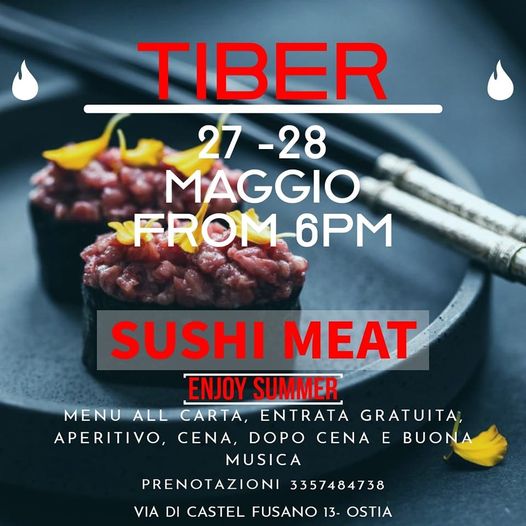 TIBER
27 -28
MAGGIO
FROM 6PM
SUSHI MEAT
ENJOY SUMMER
MENU ALL CARTA, ENTRATA GRATUITA,
APERITIVO, CENA, DOPO CENA E BUONA
MUSICA
PRENOTAZIONI 3357484738
VIA DI CASTEL FUSANO 13- OSTIA